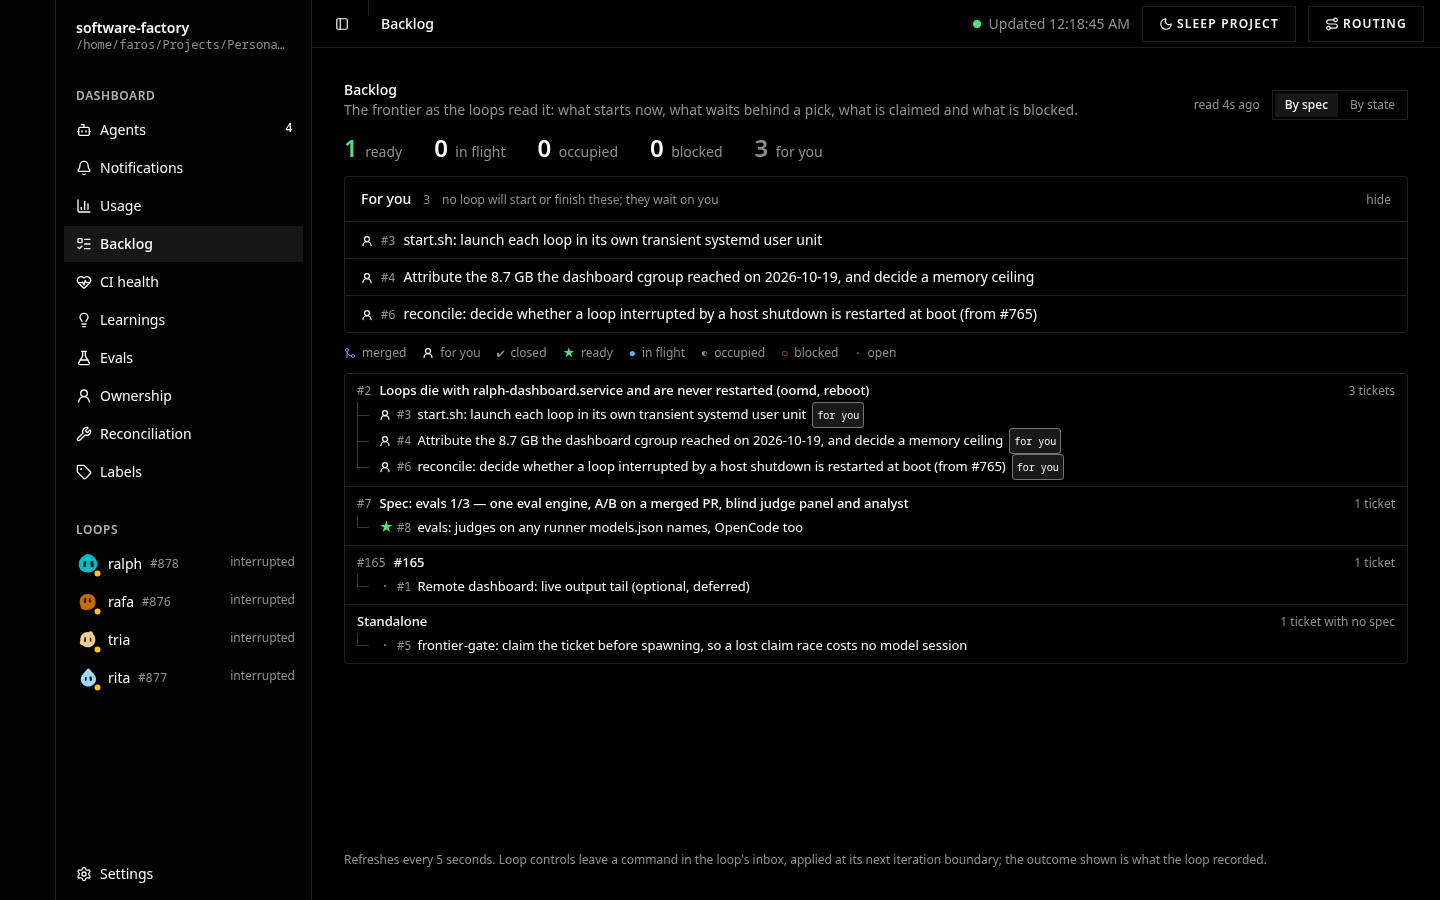 software-factory
/home/faros/Projects/Persona…
DASHBOARD
Agents 4
Notifications
Usage
Backlog
CI health
Learnings
Evals
Ownership
Reconciliation
Labels
LOOPS
ralph #878 interrupted
rafa #876 interrupted
tria interrupted
rita #877 interrupted
Settings
Backlog
Updated 12:18:45 AM
SLEEP PROJECT
ROUTING
Backlog
The frontier as the loops read it: what starts now, what waits behind a pick, what is claimed and what is blocked.
read 4s ago
By spec By state
1 ready 0 in flight 0 occupied 0 blocked 3 for you
For you 3 no loop will start or finish these; they wait on you hide
#3 start.sh: launch each loop in its own transient systemd user unit
#4 Attribute the 8.7 GB the dashboard cgroup reached on 2026-10-19, and decide a memory ceiling
#6 reconcile: decide whether a loop interrupted by a host shutdown is restarted at boot (from #765)
merged for you closed ready in flight occupied blocked open
#2 Loops die with ralph-dashboard.service and are never restarted (oomd, reboot) 3 tickets
#3 start.sh: launch each loop in its own transient systemd user unit for you
#4 Attribute the 8.7 GB the dashboard cgroup reached on 2026-10-19, and decide a memory ceiling for you
#6 reconcile: decide whether a loop interrupted by a host shutdown is restarted at boot (from #765) for you
#7 Spec: evals 1/3 — one eval engine, A/B on a merged PR, blind judge panel and analyst 1 ticket
#8 evals: judges on any runner models.json names, OpenCode too
#165 #165 1 ticket
#1 Remote dashboard: live output tail (optional, deferred)
Standalone 1 ticket with no spec
#5 frontier-gate: claim the ticket before spawning, so a lost claim race costs no model session
Refreshes every 5 seconds. Loop controls leave a command in the loop's inbox, applied at its next iteration boundary; the outcome shown is what the loop recorded.